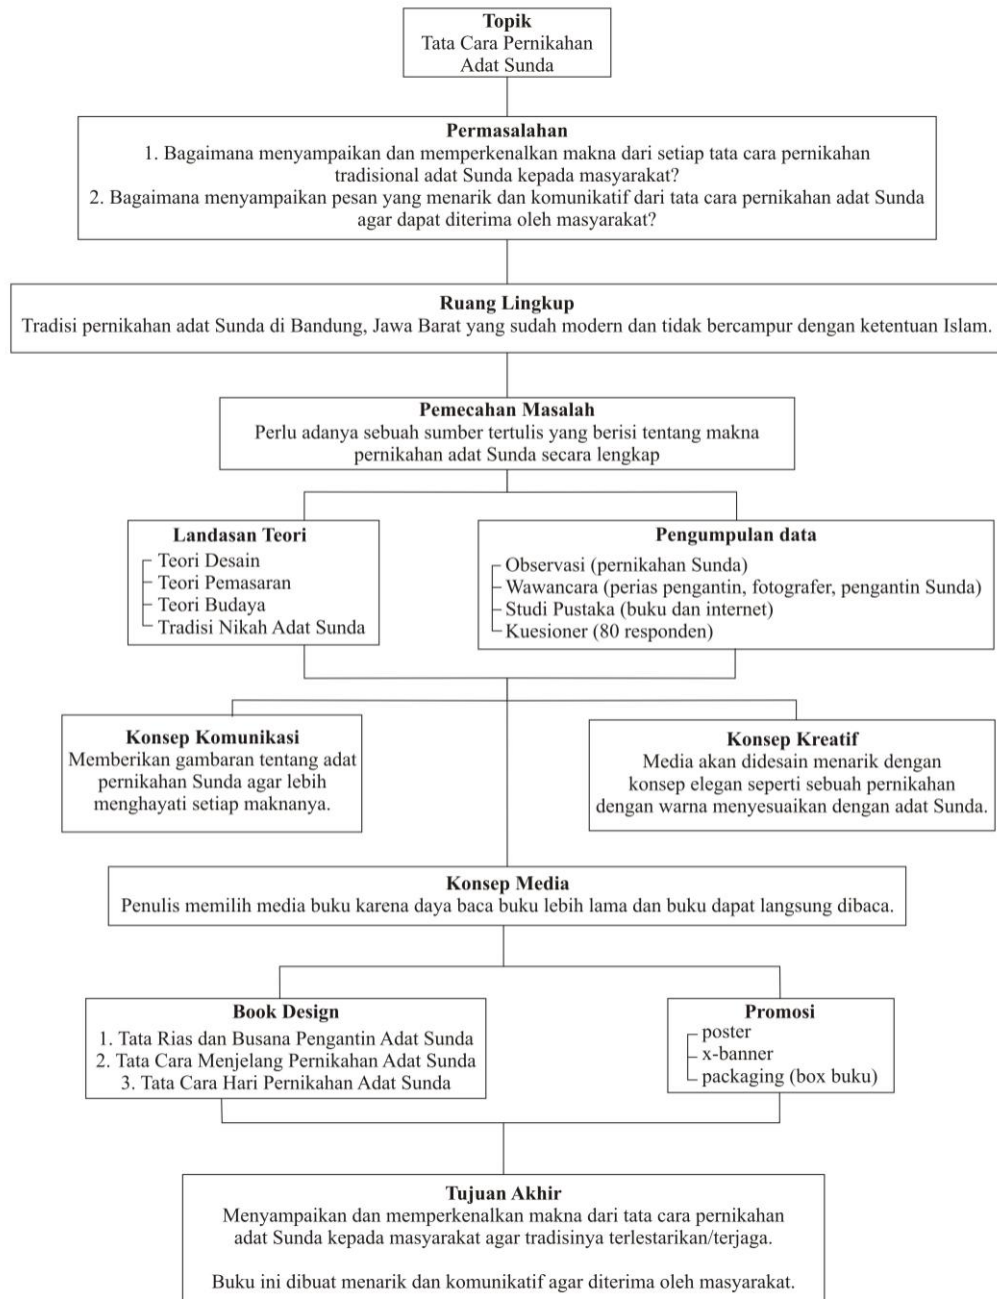 Topik
Tata Cara Pernikahan
Adat Sunda
Permasalahan
1. Bagaimana menyampaikan dan memperkenalkan makna dari setiap tata cara pernikahan
tradisional adat Sunda kepada masyarakat?
2. Bagaimana menyampaikan pesan yang menarik dan komunikatif dari tata cara pernikahan adat Sunda
agar dapat diterima oleh masyarakat?
Ruang Lingkup
Tradisi pernikahan adat Sunda di Bandung, Jawa Barat yang sudah modern dan tidak bercampur dengan ketentuan Islam.
Pemecahan Masalah
Perlu adanya sebuah sumber tertulis yang berisi tentang makna
pernikahan adat Sunda secara lengkap
Landasan Teori
Teori Desain
Teori Pemasaran
Teori Budaya
Tradisi Nikah Adat Sunda
Pengumpulan data
Observasi (pernikahan Sunda)
Wawancara (perias pengantin, fotografer, pengantin Sunda)
Studi Pustaka (buku dan internet)
Kuesioner (80 responden)
Konsep Komunikasi
Memberikan gambaran tentang adat
pernikahan Sunda agar lebih
menghayati setiap maknanya.
Konsep Kreatif
Media akan didesain menarik dengan
konsep elegan seperti sebuah pernikahan
dengan warna menyesuaikan dengan adat Sunda.
Konsep Media
Penulis memilih media buku karena daya baca buku lebih lama dan buku dapat langsung dibaca.
Book Design
1. Tata Rias dan Busana Pengantin Adat Sunda
2. Tata Cara Menjelang Pernikahan Adat Sunda
3. Tata Cara Hari Pernikahan Adat Sunda
Promosi
poster
x-banner
packaging (box buku)
Tujuan Akhir
Menyampaikan dan memperkenalkan makna dari tata cara pernikahan
adat Sunda kepada masyarakat agar tradisinya terlestarikan/terjaga.
Buku ini dibuat menarik dan komunikatif agar diterima oleh masyarakat.